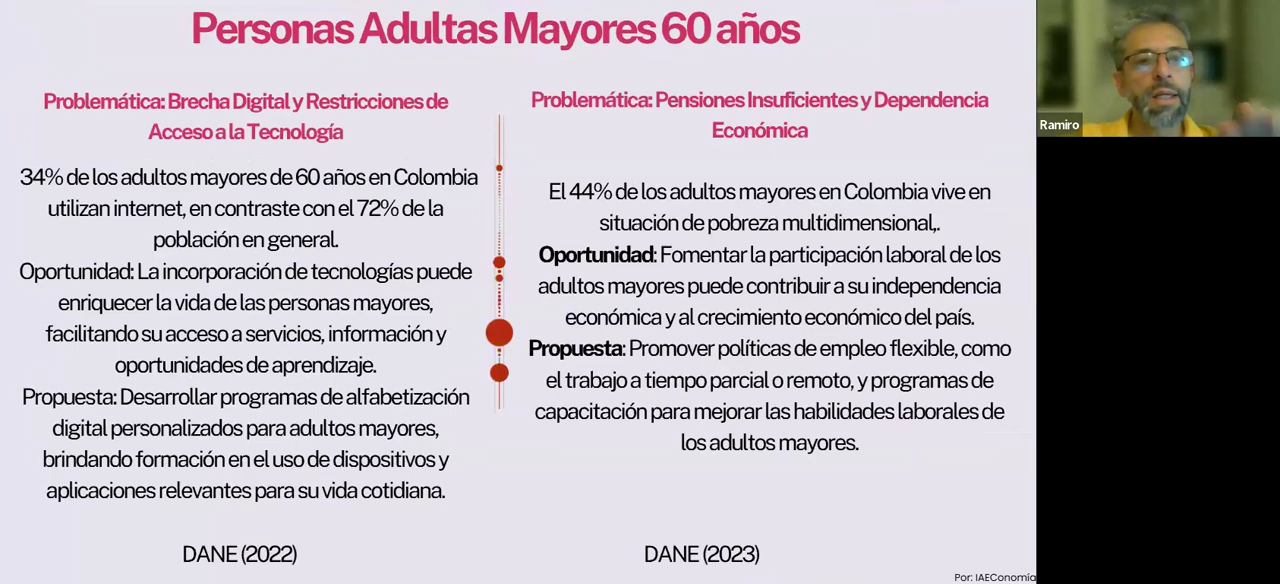 Personas Adultas Mayores 60 años
Problemática: Brecha Digital y Restricciones de
Acceso a la Tecnología
34% de los adultos mayores de 60 años en Colombia
utilizan internet, en contraste con el 72% de la
población en general.
Oportunidad: La incorporación de tecnologías puede
enriquecer la vida de las personas mayores,
facilitando su acceso a servicios, información y
oportunidades de aprendizaje.
Propuesta: Desarrollar programas de alfabetización
digital personalizados para adultos mayores,
brindando formación en el uso de dispositivos y
aplicaciones relevantes para su vida cotidiana.
DANE (2022)
Problemática: Pensiones Insuficientes y Dependencia
Económica
El 44% de los adultos mayores en Colombia vive en
situación de pobreza multidimensional,.
Oportunidad: Fomentar la participación laboral de los
adultos mayores puede contribuir a su independencia
económica y al crecimiento económico del país.
Propuesta: Promover políticas de empleo flexible, como
el trabajo a tiempo parcial o remoto, y programas de
capacitación para mejorar las habilidades laborales de
los adultos mayores.
DANE (2023)
Por: IAEConomía
Ramiro